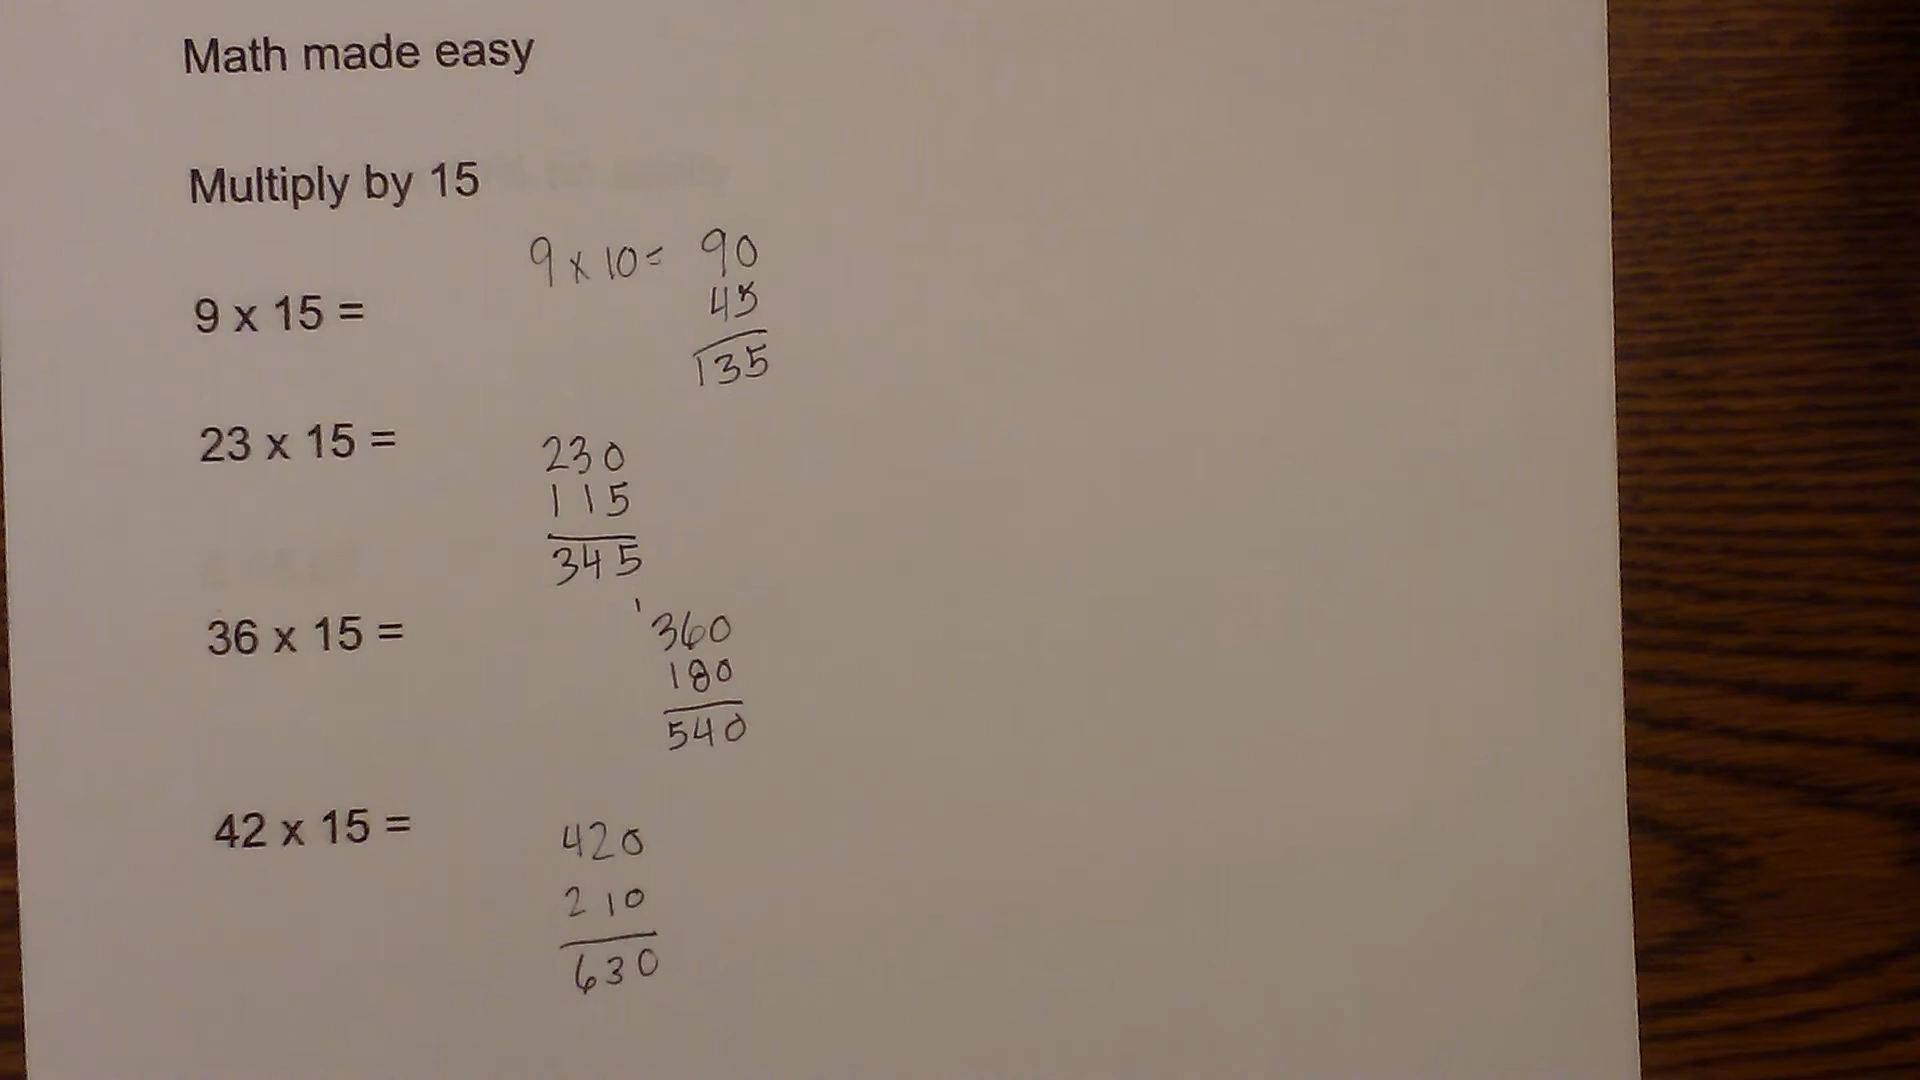 Math made easy
Multiply by 15
9 x 10 = 90
9 x 15 =
45
135
23 x 15 =
230
115
345
1
36 x 15 =
360
180
540
42 x 15 =
420
210
630